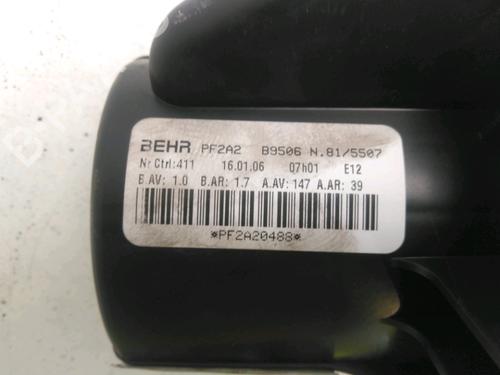 BEHR PF2A2 B9506 N.81/5507
Nr Ctrl:411 16.01.06 07h01 E12
B AV: 1.0 B.AR: 1.7 A.AV: 147 A.AR: 39
*PF2A20488*